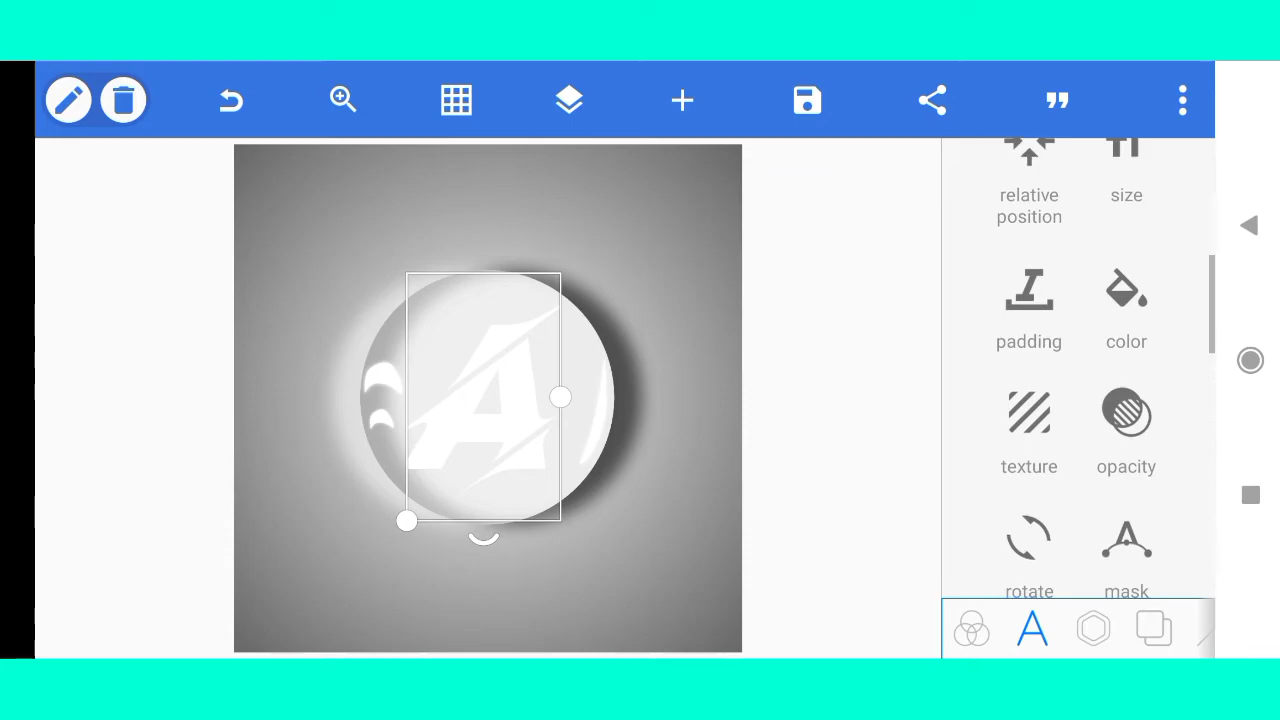 relative
position
size
padding
color
texture
opacity
rotate
mask
A